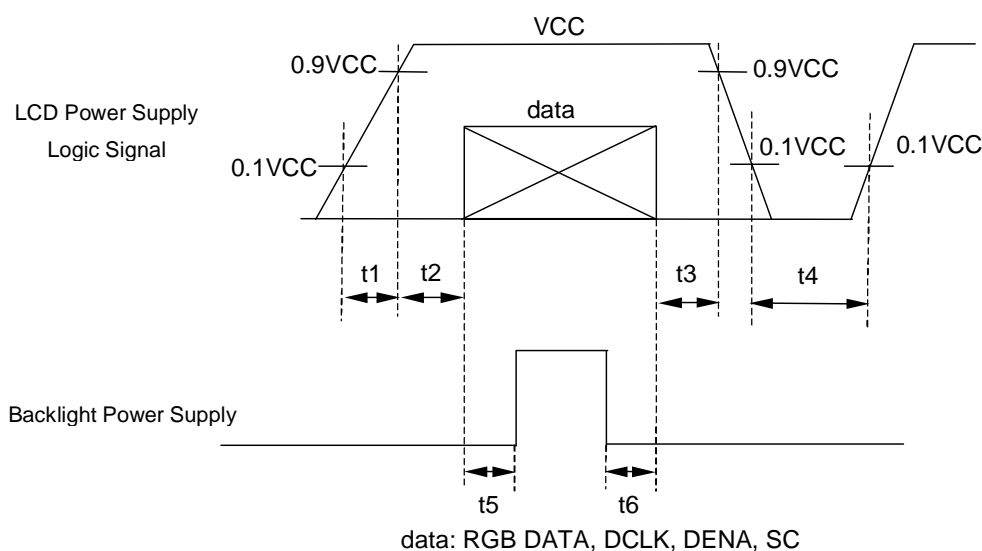 VCC
0.9VCC
0.9VCC
LCD Power Supply
Logic Signal
data
0.1VCC
0.1VCC
0.1VCC
t1
t2
t3
t4
Backlight Power Supply
t5
t6
data: RGB DATA, DCLK, DENA, SC